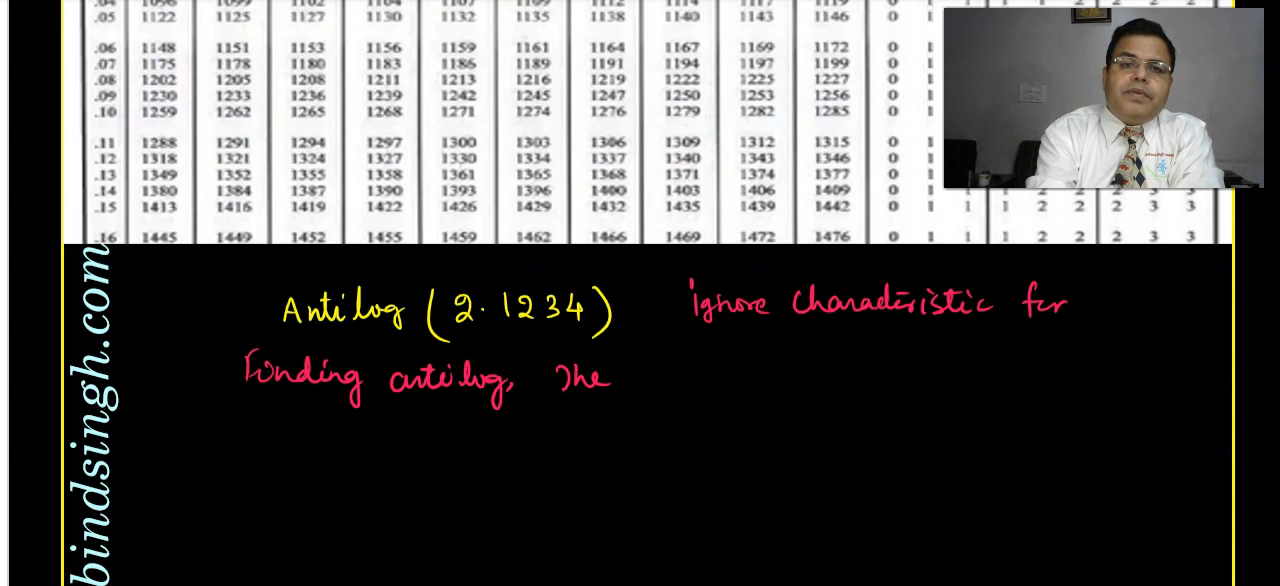 .05 1122 1125 1127 1130 1132 1135 1138 1140 1143 1146 0 1
.06 1148 1151 1153 1156 1159 1161 1164 1167 1169 1172 0 1
.07 1175 1178 1180 1183 1186 1189 1191 1194 1197 1199 0 1
.08 1202 1205 1208 1211 1213 1216 1219 1222 1225 1227 0 1
.09 1230 1233 1236 1239 1242 1245 1247 1250 1253 1256 0 1
.10 1259 1262 1265 1268 1271 1274 1276 1279 1282 1285 0 1
.11 1288 1291 1294 1297 1300 1303 1306 1309 1312 1315 0 1
.12 1318 1321 1324 1327 1330 1334 1337 1340 1343 1346 0 1
.13 1349 1352 1355 1358 1361 1365 1368 1371 1374 1377 0 1
.14 1380 1384 1387 1390 1393 1396 1400 1403 1406 1409 0 1
.15 1413 1416 1419 1422 1426 1429 1432 1435 1439 1442 0 1 1 1 2 2 2 3 3
.16 1445 1449 1452 1455 1459 1462 1466 1469 1472 1476 0 1 1 1 2 2 2 3 3
Antilog (2.1234) Ignore characteristic for
Finding antilog, The
bindsingh.com